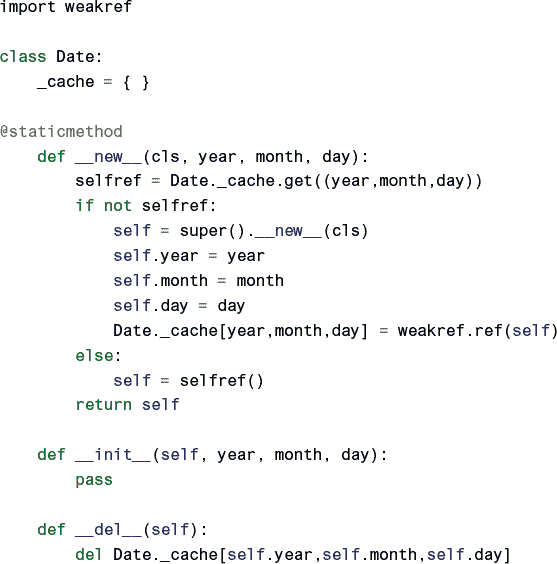 import weakref
class Date:
    _cache = { }
@staticmethod
    def __new__(cls, year, month, day):
        selfref = Date._cache.get((year,month,day))
        if not selfref:
            self = super().__new__(cls)
            self.year = year
            self.month = month
            self.day = day
            Date._cache[year,month,day] = weakref.ref(self)
        else:
            self = selfref()
        return self
    def __init__(self, year, month, day):
        pass
    def __del__(self):
        del Date._cache[self.year,self.month,self.day]